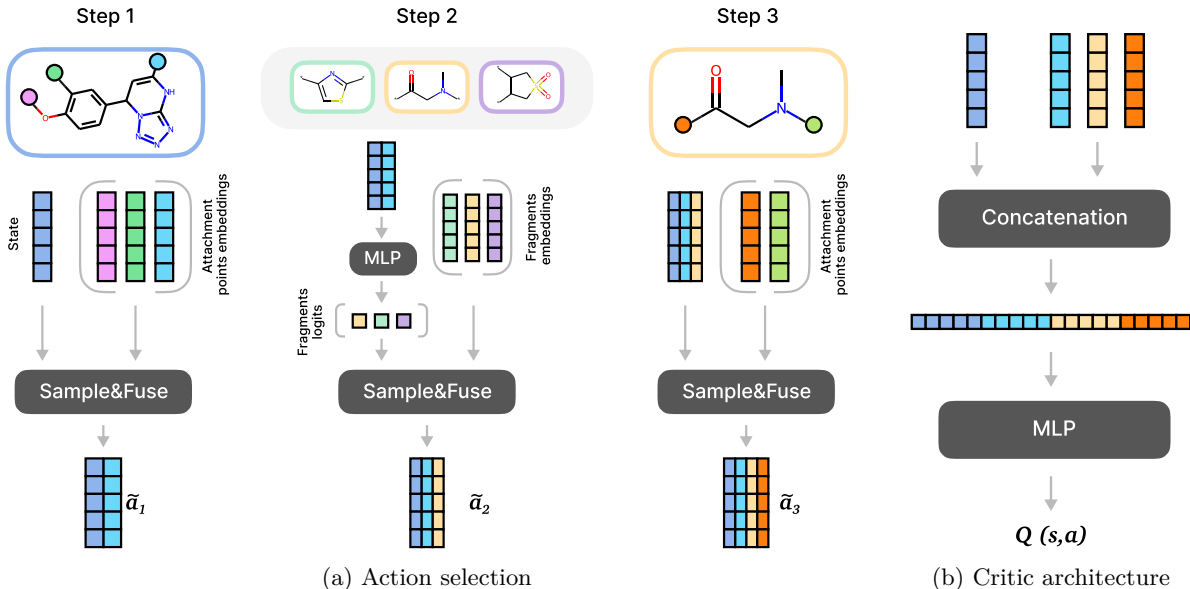 Step 1
Step 2
Step 3
O
N
NH
N
N
N
N
O
N
S
O
N
S
O
O
O
N
State
Attachment
points embeddings
Fragments
embeddings
Attachment
points embeddings
MLP
Fragments
logits
Sample&Fuse
Sample&Fuse
Sample&Fuse
ã1
ã2
ã3
(a) Action selection
Concatenation
MLP
Q (s,a)
(b) Critic architecture